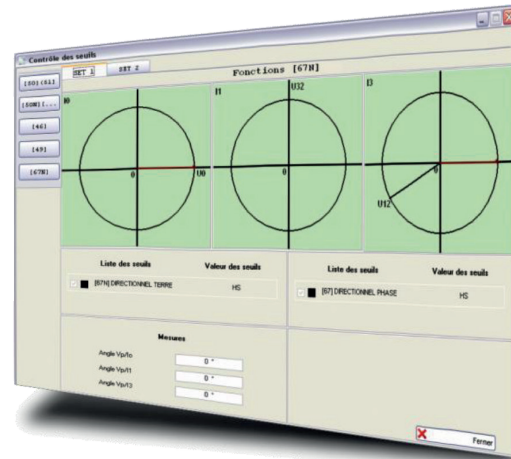 Contrôle des seuils
SET 1 SET 2
Fonctions [67N]
[50](51)
[50N](...
[46]
[49]
[67N]
I0
0
U0
I1
U32
0
I3
0
U12
Liste des seuils Valeur des seuils
[67N] DIRECTIONNEL TERRE HS
Liste des seuils Valeur des seuils
[67] DIRECTIONNEL PHASE HS
Mesures
Angle Vp/Io 0 °
Angle Vp/I1 0 °
Angle Vp/I3 0 °
Fermer